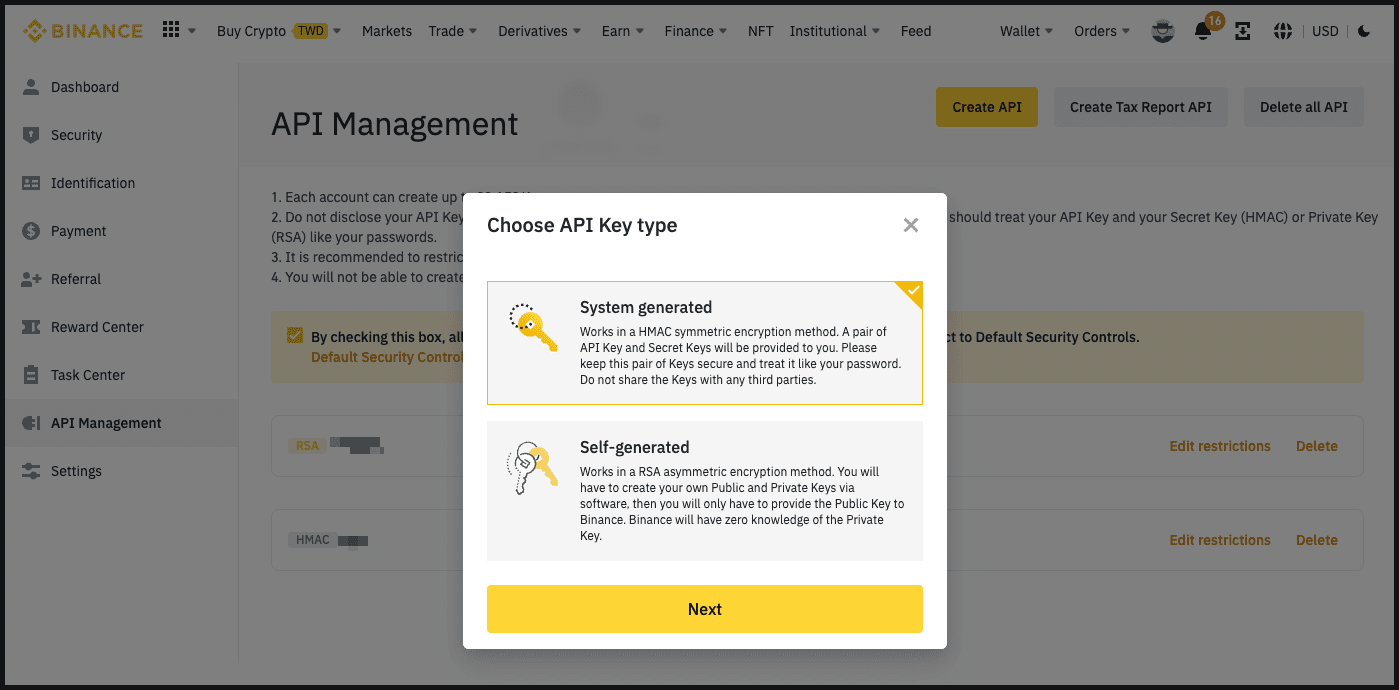 BINANCE
Buy Crypto TWD Markets Trade Derivatives Earn Finance NFT Institutional Feed Wallet Orders 16 USD
Dashboard
Security
Identification
Payment
Referral
Reward Center
Task Center
API Management
Settings
API Management
Create API Create Tax Report API Delete all API
1. Each account can create up
2. Do not disclose your API Key should treat your API Key and your Secret Key (HMAC) or Private Key
(RSA) like your passwords.
3. It is recommended to restric
4. You will not be able to create
By checking this box, all ct to Default Security Controls.
Default Security Control
RSA Edit restrictions Delete
HMAC Edit restrictions Delete
Choose API Key type
System generated
Works in a HMAC symmetric encryption method. A pair of
API Key and Secret Keys will be provided to you. Please
keep this pair of Keys secure and treat it like your password.
Do not share the Keys with any third parties.
Self-generated
Works in a RSA asymmetric encryption method. You will
have to create your own Public and Private Keys via
software, then you will only have to provide the Public Key to
Binance. Binance will have zero knowledge of the Private
Key.
Next